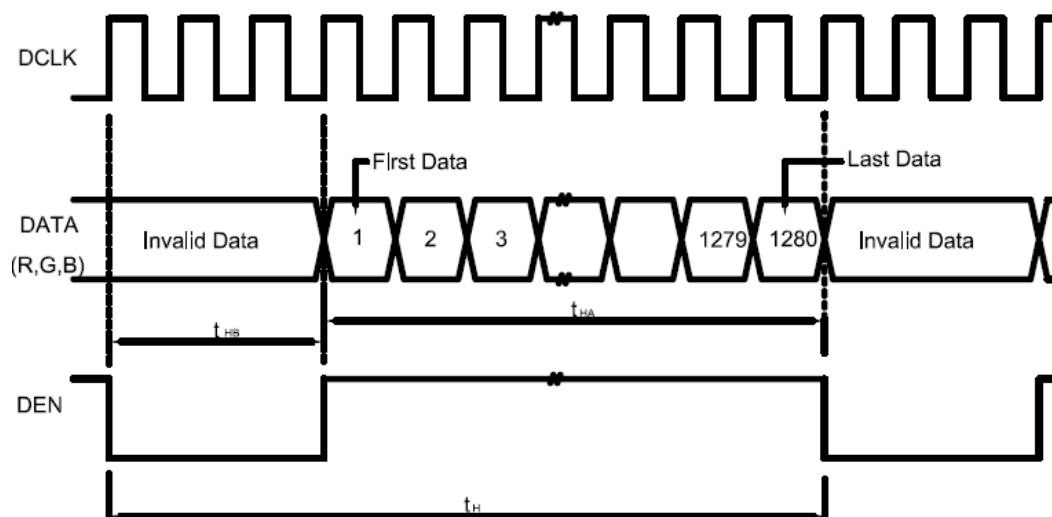 DCLK
First Data
Last Data
DATA
(R,G,B)
Invalid Data
1
2
3
1279
1280
Invalid Data
tHB
tHA
DEN
tH